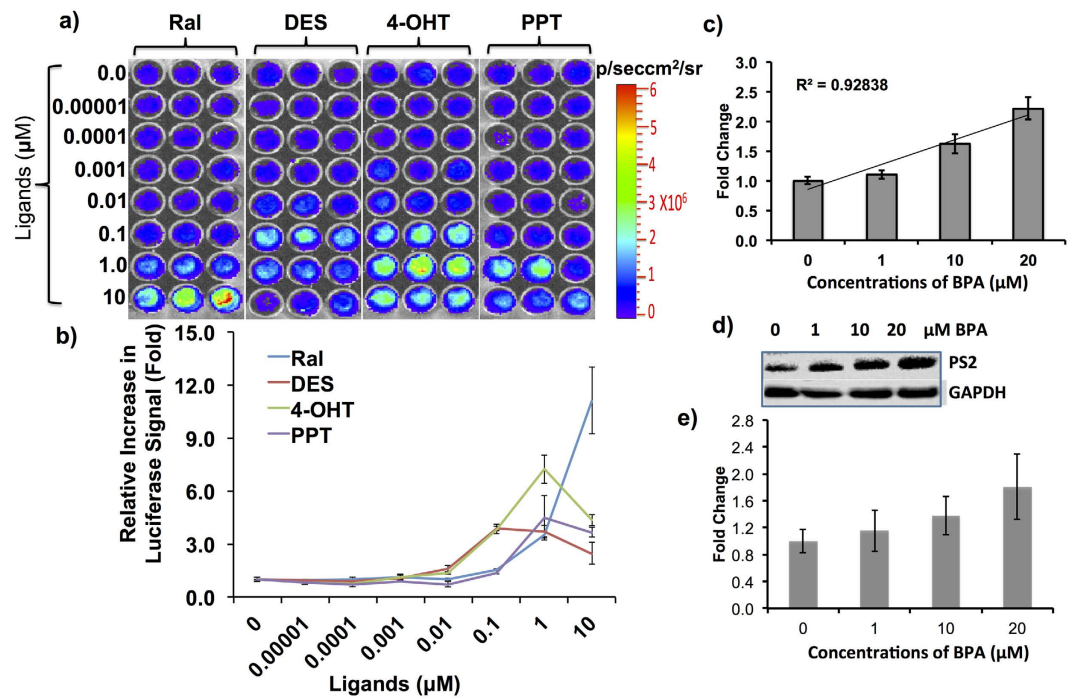 a)
Ral DES 4-OHT PPT
Ligands (μM)
0.0
0.00001
0.0001
0.001
0.01
0.1
1.0
10
p/seccm²/sr
6
5
4
3 X10⁶
2
1
0
b)
Relative Increase in
Luciferase Signal (Fold)
15.0
12.0
9.0
6.0
3.0
0.0
Ral
DES
4-OHT
PPT
0 0.00001 0.0001 0.001 0.01 0.1 1 10
Ligands (μM)
c)
Fold Change
3.0
2.5
2.0
1.5
1.0
0.5
0.0
R² = 0.92838
0 1 10 20
Concentrations of BPA (μM)
d)
0 1 10 20 μM BPA
PS2
GAPDH
e)
Fold Change
2.8
2.4
2.0
1.6
1.2
0.8
0.4
0.0
0 1 10 20
Concentrations of BPA (μM)